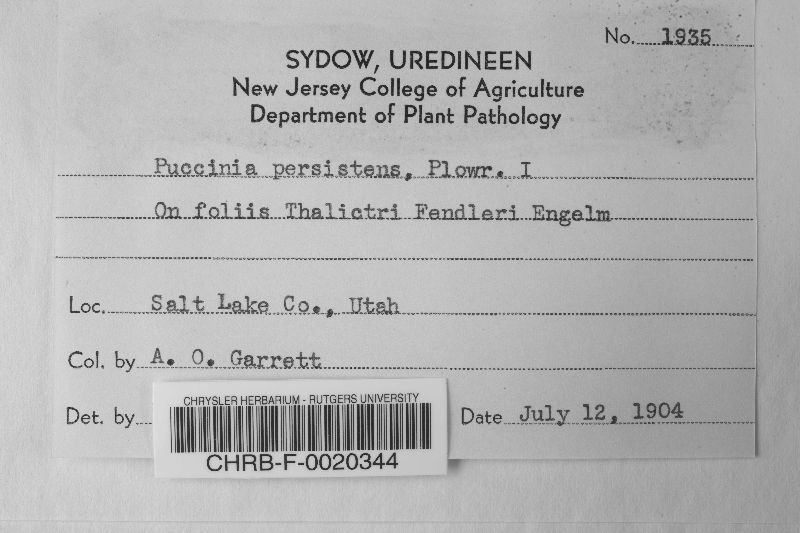 No. 1935
SYDOW, UREDINEEN
New Jersey College of Agriculture
Department of Plant Pathology
Puccinia persistens, Plowr. I
On foliis Thalictri Fendleri Engelm
Loc. Salt Lake Co., Utah
Col. by A. O. Garrett
Det. by
Date July 12, 1904
CHRYSLER HERBARIUM - RUTGERS UNIVERSITY
CHRB-F-0020344